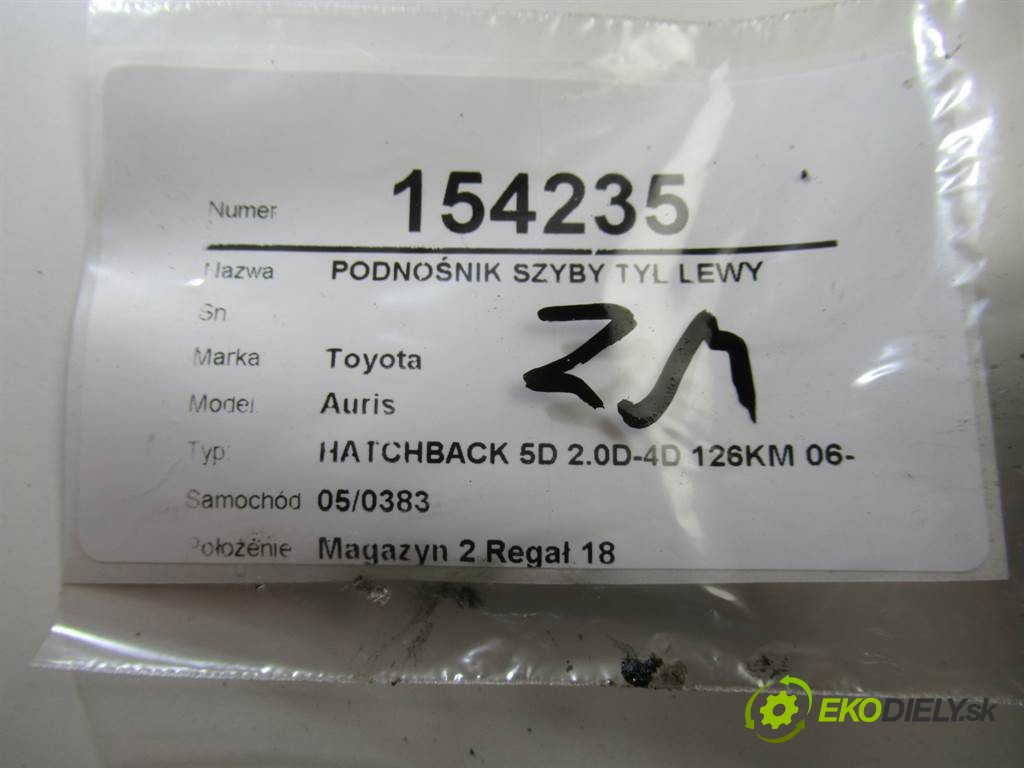 Numer 154235
Nazwa PODNOŚNIK SZYBY TYŁ LEWY
Sn
Marka Toyota
Model Auris
Typ HATCHBACK 5D 2.0D-4D 126KM 06-
Samochód 05/0383
Położenie Magazyn 2 Regał 18
EKODIELY.sk